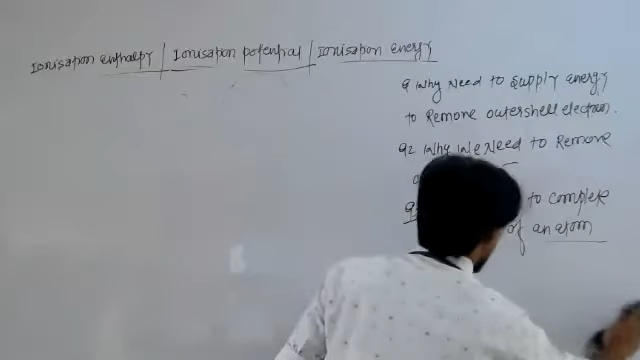 Ionisation enthalpy | Ionisation potential | Ionisation energy
Q Why Need to supply energy
to Remove outershell electron.
Q2 Why We Need to Remove
to complete
of an atom